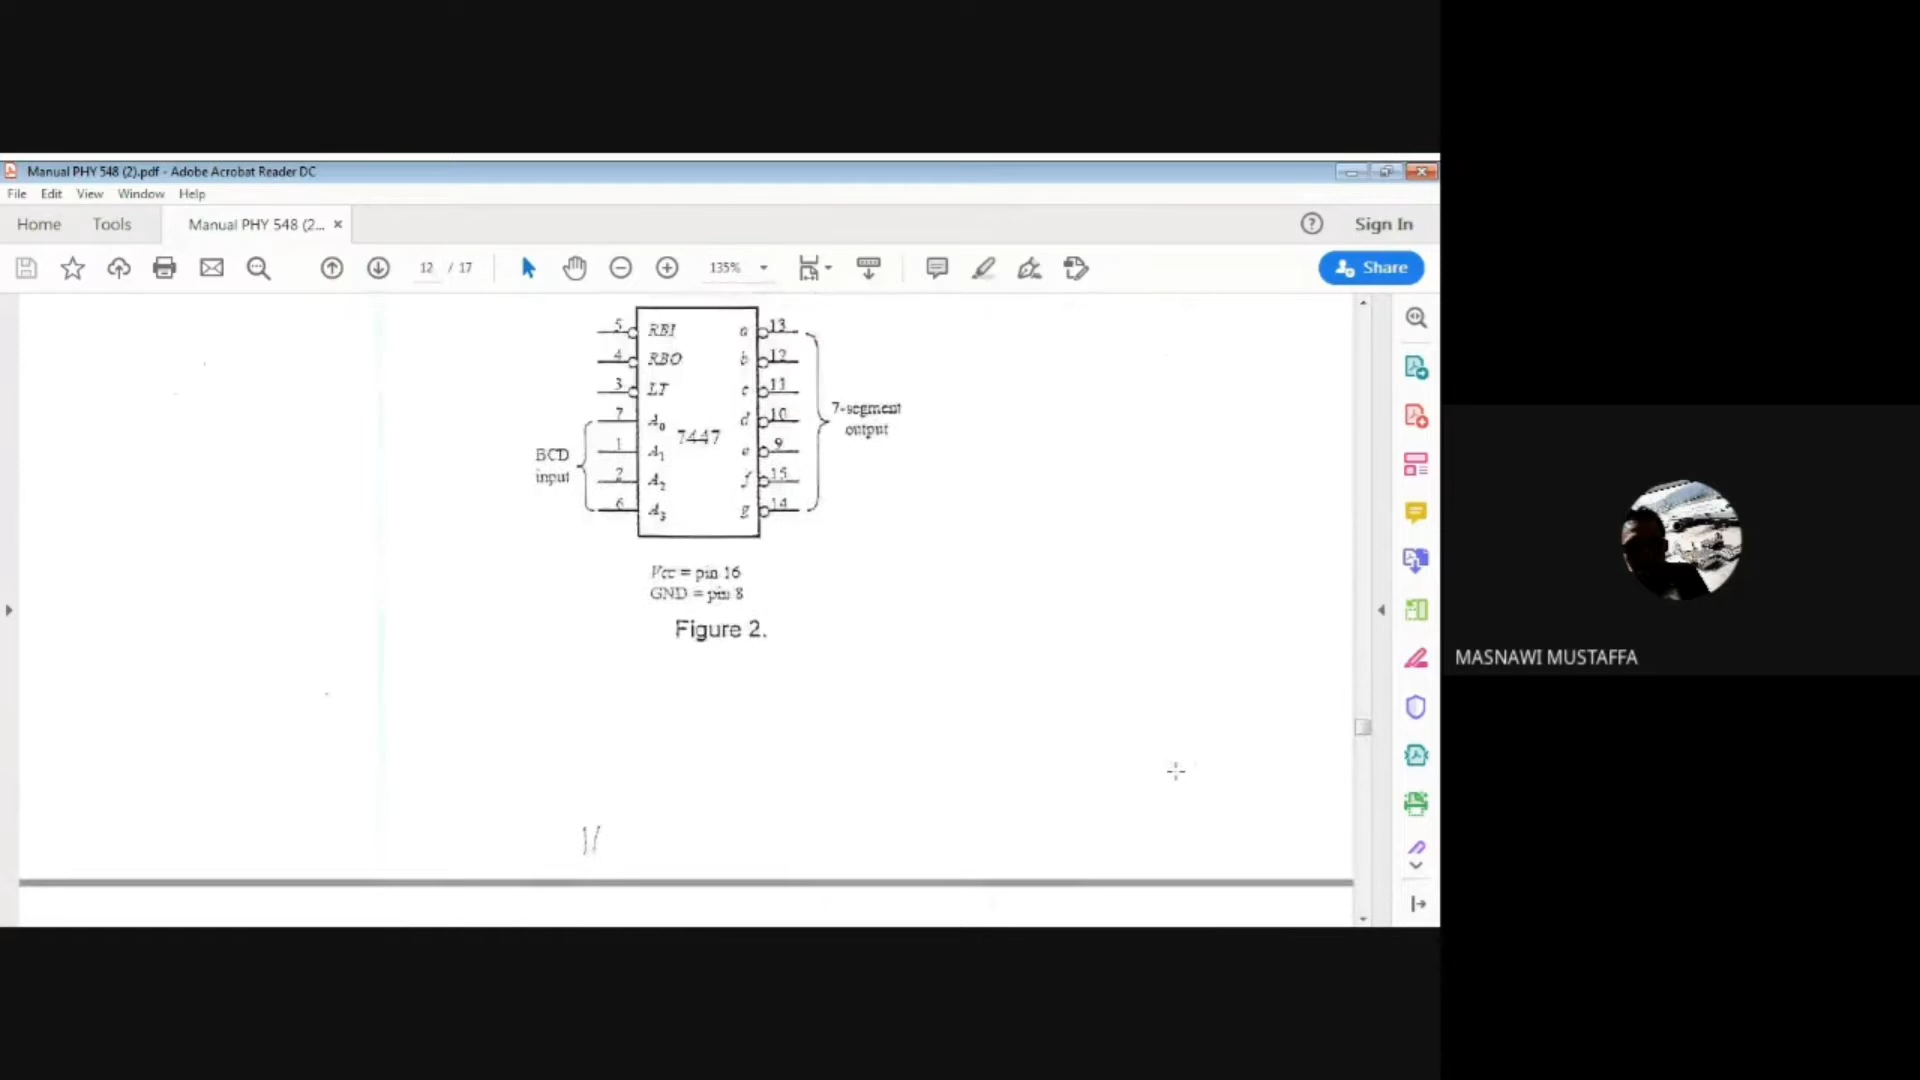 Manual PHY 548 (2).pdf - Adobe Acrobat Reader DC
File Edit View Window Help
Home Tools Manual PHY 548 (2... × Sign In
12 / 17 135% Share
5 RBI a 13
4 RBO b 12
3 LT c 11
7 A0 d 10
1 A1 e 9
2 A2 f 15
6 A3 g 14
7447
BCD
input
7-segment
output
Vcc = pin 16
GND = pin 8
Figure 2.
MASNAWI MUSTAFFA